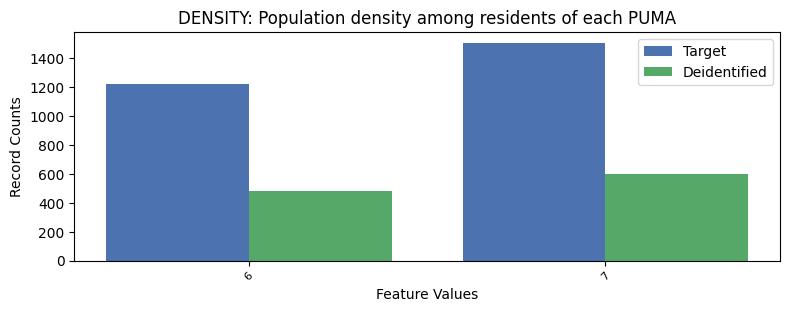 DENSITY: Population density among residents of each PUMA
Target
Deidentified
Record Counts
1400
1200
1000
800
600
400
200
0
6
7
Feature Values